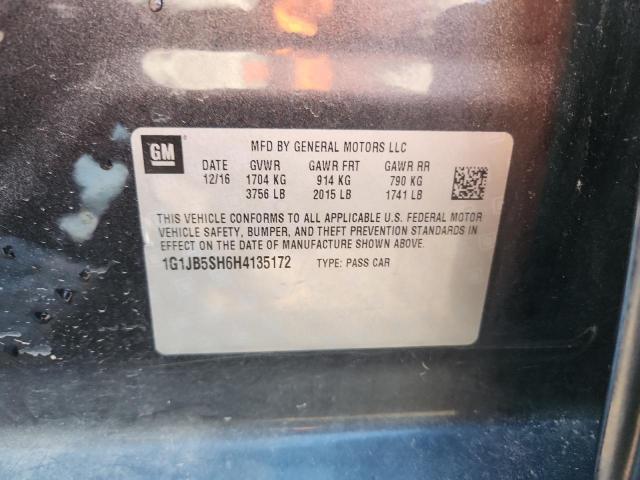 GM
MFD BY GENERAL MOTORS LLC
DATE GVWR GAWR FRT GAWR RR
12/16 1704 KG 914 KG 790 KG
3756 LB 2015 LB 1741 LB
THIS VEHICLE CONFORMS TO ALL APPLICABLE U.S. FEDERAL MOTOR
VEHICLE SAFETY, BUMPER, AND THEFT PREVENTION STANDARDS IN
EFFECT ON THE DATE OF MANUFACTURE SHOWN ABOVE.
1G1JB5SH6H4135172 TYPE: PASS CAR